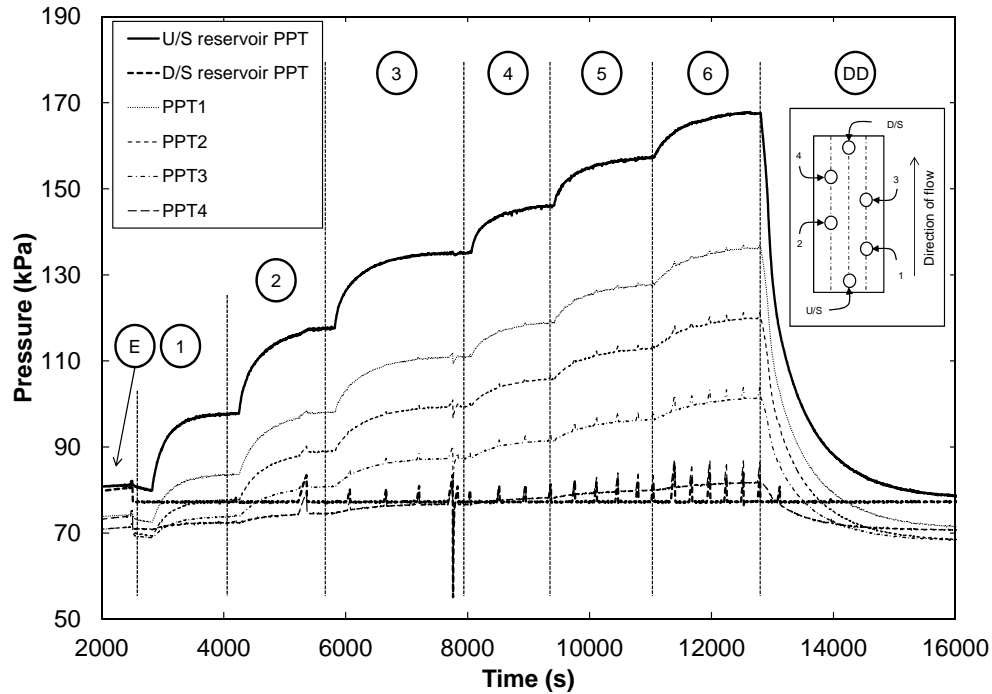 190
170
150
130
110
90
70
50
Pressure (kPa)
U/S reservoir PPT
D/S reservoir PPT
PPT1
PPT2
PPT3
PPT4
E
1
2
3
4
5
6
DD
D/S
4
3
2
1
U/S
Direction of flow
2000 4000 6000 8000 10000 12000 14000 16000
Time (s)